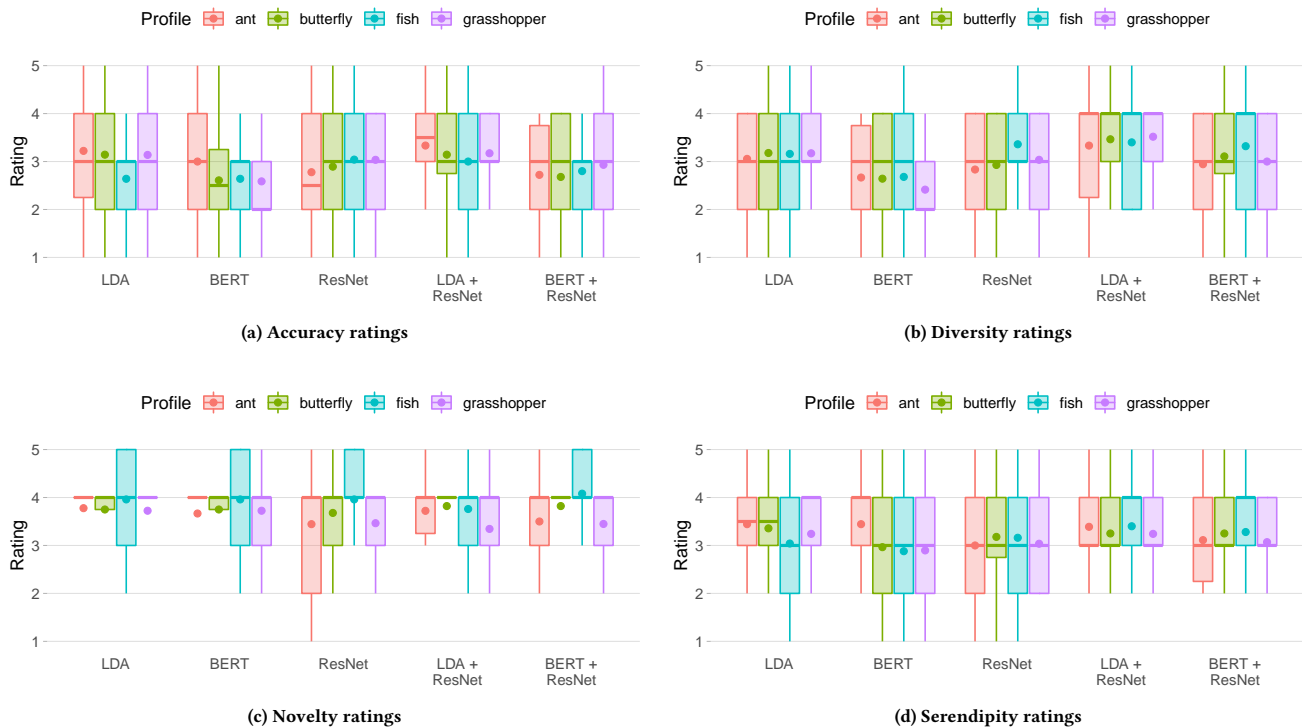 Profile ant butterfly fish grasshopper
5
4
3
2
1
Rating
LDA BERT ResNet LDA + BERT +
ResNet ResNet
(a) Accuracy ratings
Profile ant butterfly fish grasshopper
5
4
3
2
1
Rating
LDA BERT ResNet LDA + BERT +
ResNet ResNet
(b) Diversity ratings
Profile ant butterfly fish grasshopper
5
4
3
2
1
Rating
LDA BERT ResNet LDA + BERT +
ResNet ResNet
(c) Novelty ratings
Profile ant butterfly fish grasshopper
5
4
3
2
1
Rating
LDA BERT ResNet LDA + BERT +
ResNet ResNet
(d) Serendipity ratings